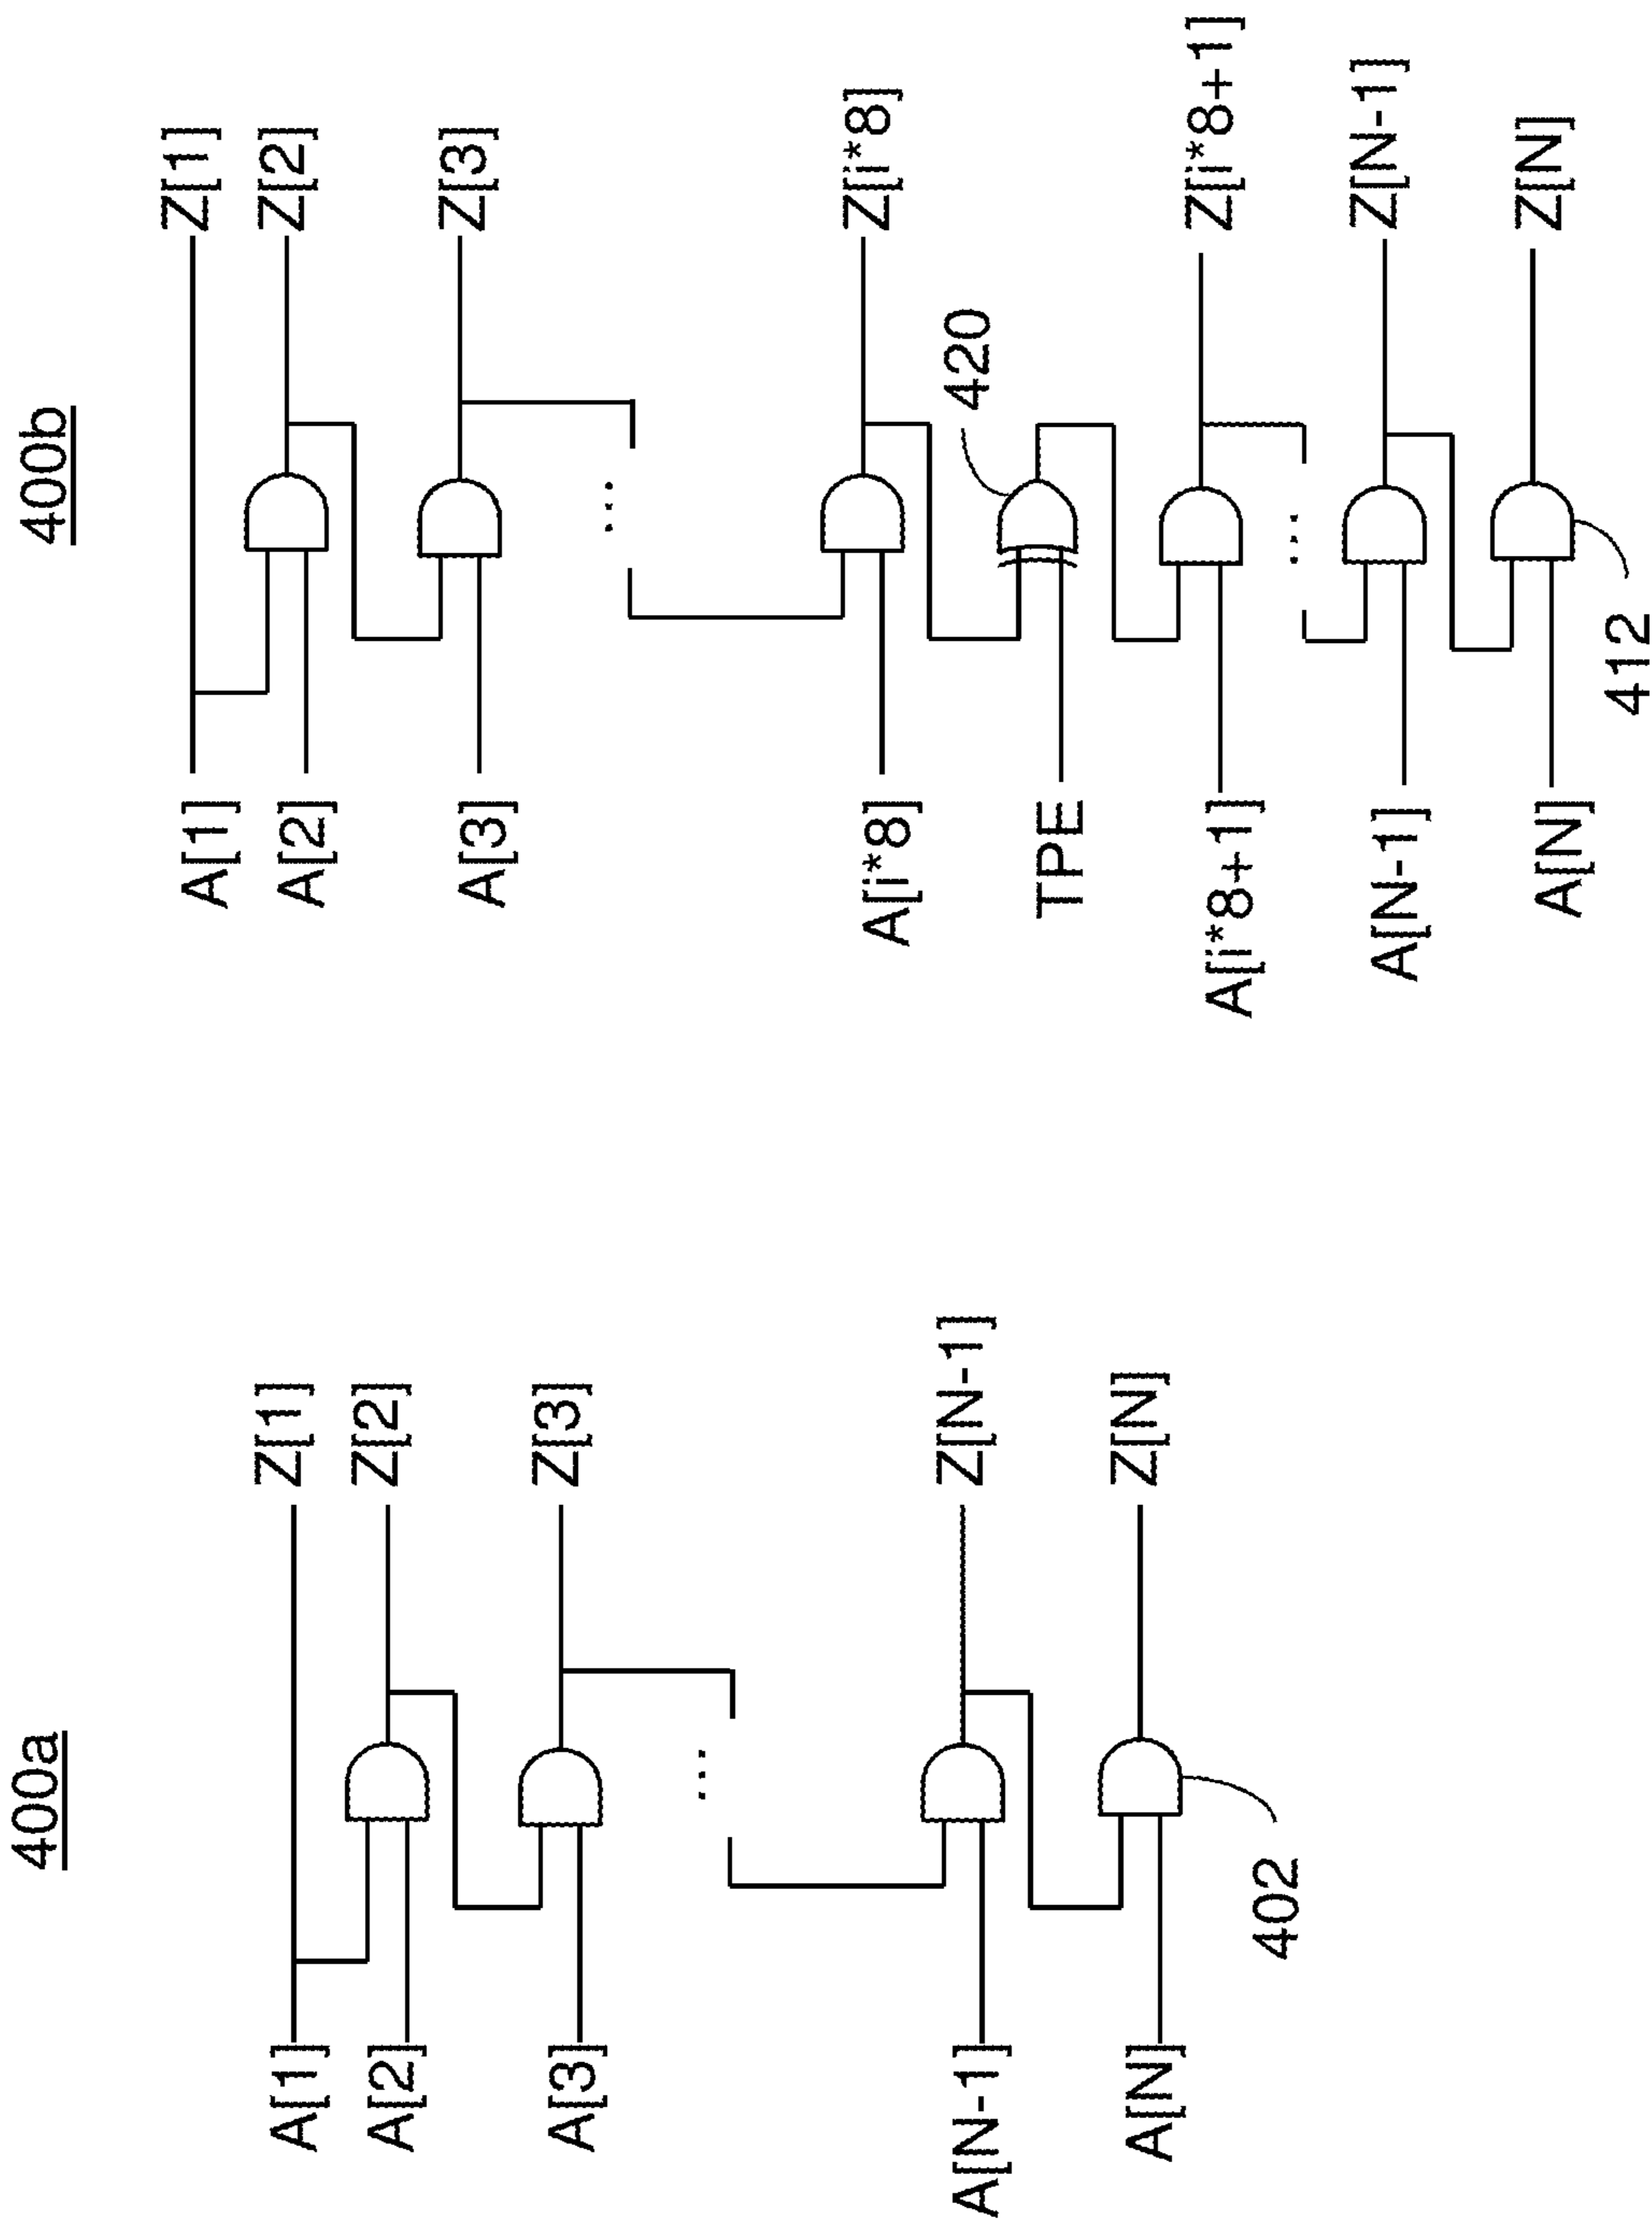 400a
A[1]
Z[1]
A[2]
Z[2]
A[3]
Z[3]
...
A[N-1]
Z[N-1]
A[N]
Z[N]
402
400b
A[1]
Z[1]
A[2]
Z[2]
A[3]
Z[3]
...
A[i*8]
Z[i*8]
TPE
420
A[i*8+1]
Z[i*8+1]
...
A[N-1]
Z[N-1]
A[N]
Z[N]
412